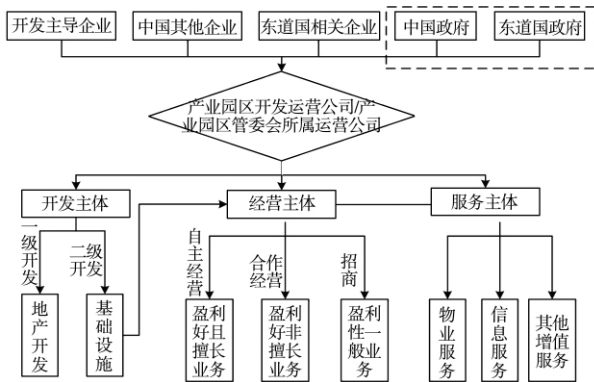 开发主导企业
中国其他企业
东道国相关企业
中国政府
东道国政府
产业园区开发运营公司/产
业园区管委会所属运营公司
开发主体
经营主体
服务主体
一级开发
二级
开发
自主经营
合作
经营
招商
地产开发
基础设施
盈利
好且
擅长
业务
盈利
好非
擅长
业务
盈利
性一
般业
务
物业服务
信息服务
其他
增值
服务